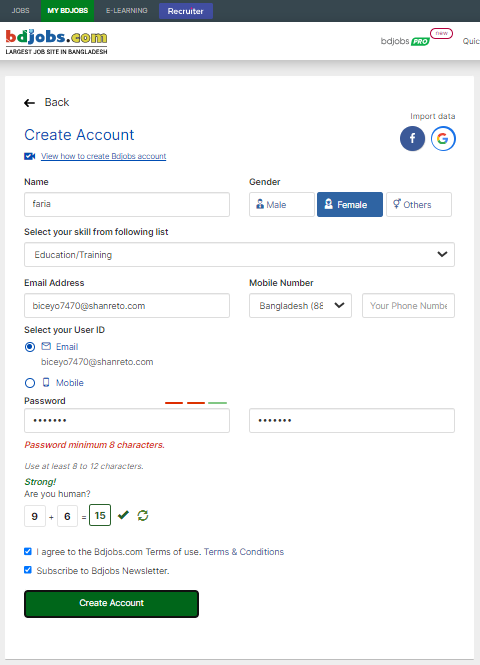 JOBS MY BDJOBS E-LEARNING Recruiter
bdjobs.com
LARGEST JOB SITE IN BANGLADESH
bdjobs PRO new Quic
Back
Import data
Create Account
View how to create Bdjobs account
Name Gender
faria Male Female Others
Select your skill from following list
Education/Training
Email Address Mobile Number
biceyo7470@shanreto.com Bangladesh (88 Your Phone Numbe
Select your User ID
Email
biceyo7470@shanreto.com
Mobile
Password
Password minimum 8 characters.
Use at least 8 to 12 characters.
Strong!
Are you human?
9 + 6 = 15
I agree to the Bdjobs.com Terms of use. Terms & Conditions
Subscribe to Bdjobs Newsletter.
Create Account